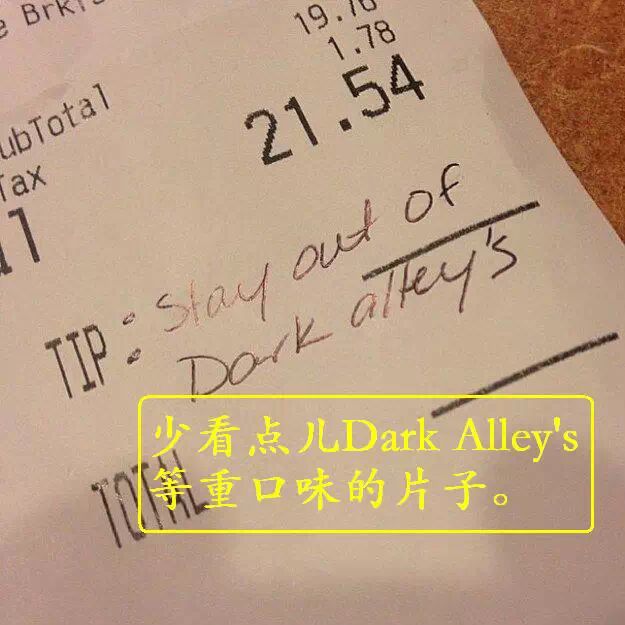 e Brkf
19.76
ubTotal 1.78
Tax
21.54
TIP: Stay out of
Dark alley's
TOTAL
少看点儿Dark Alley's
等重口味的片子。